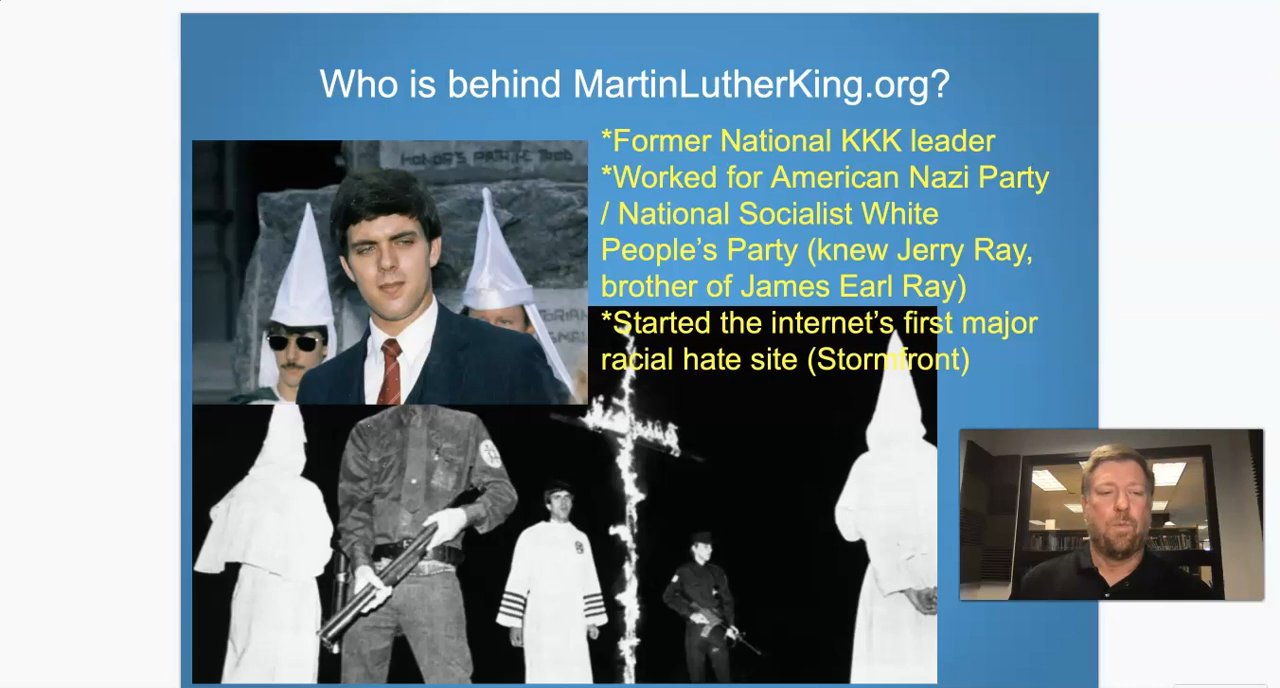 Who is behind MartinLutherKing.org?
*Former National KKK leader
*Worked for American Nazi Party
/ National Socialist White
People's Party (knew Jerry Ray,
brother of James Earl Ray)
*Started the internet's first major
racial hate site (Stormfront)